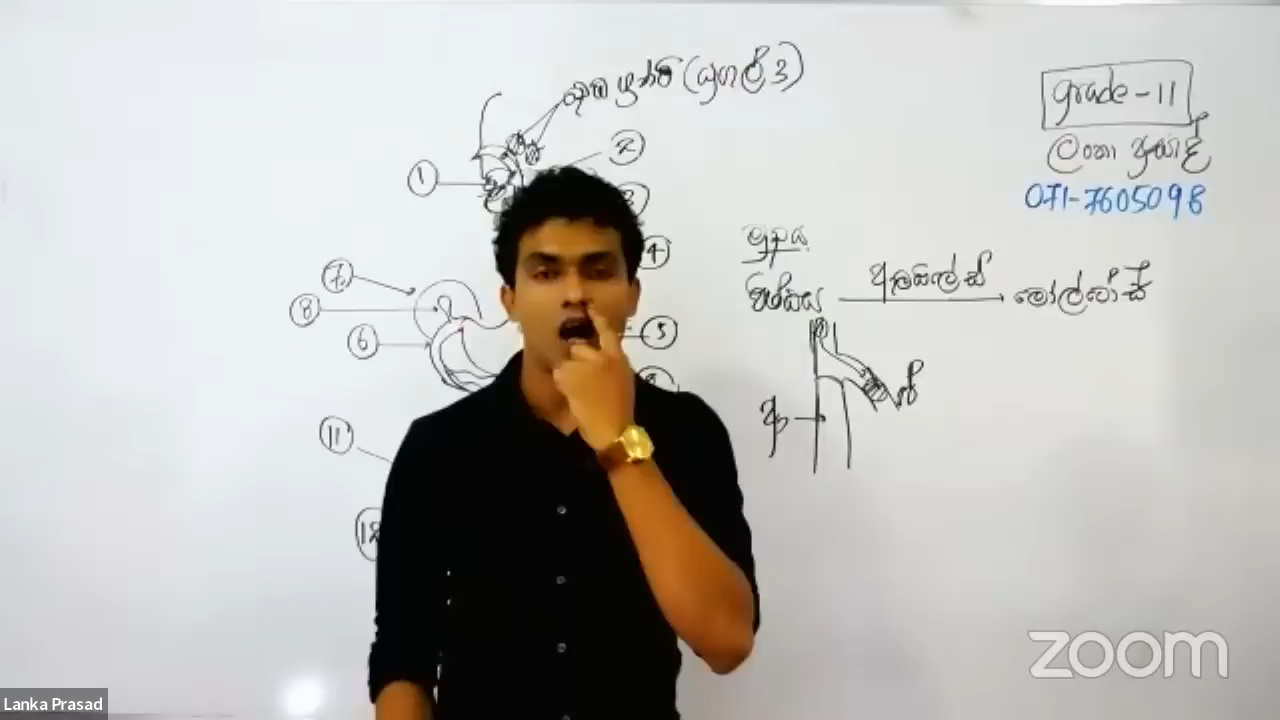 ඛේට ග්‍රන්ථි (යුගල් 3)
grade-11
ලංකා ප්‍රසාද්
071-7605098
1
2
3
4
7
8
6
5
මුඛය
පිෂ්ඨය ඇමයිලේස් මෝල්ටෝස්
11
12
zoom
Lanka Prasad